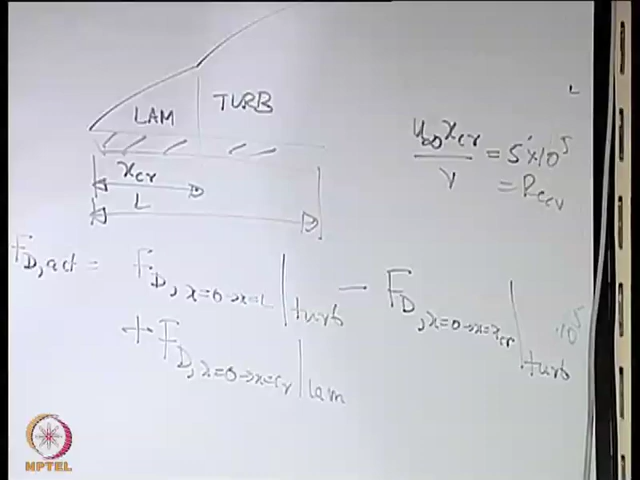 LAM TURB
x_cr
L
u∞ x_cr / ν = 5×10^5
= Re_cr
F_D,act = F_D, x=0→x=L |turb − F_D, x=0→x=x_cr |turb
+ F_D, x=0→x=cr |lam
NPTEL